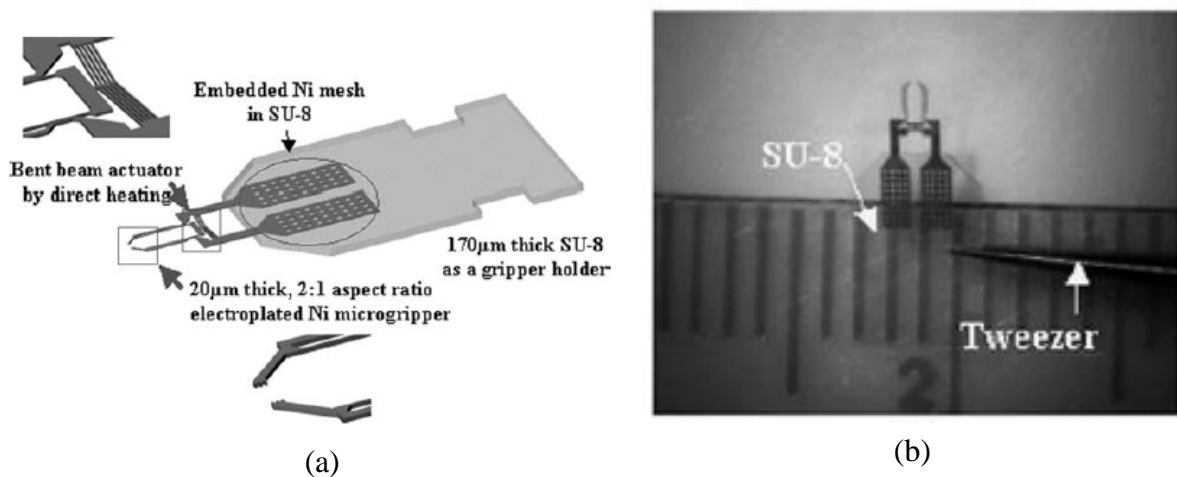 Embedded Ni mesh
in SU-8
Bent beam actuator
by direct heating
170μm thick SU-8
as a gripper holder
20μm thick, 2:1 aspect ratio
electroplated Ni microgripper
(a)
SU-8
Tweezer
2
(b)